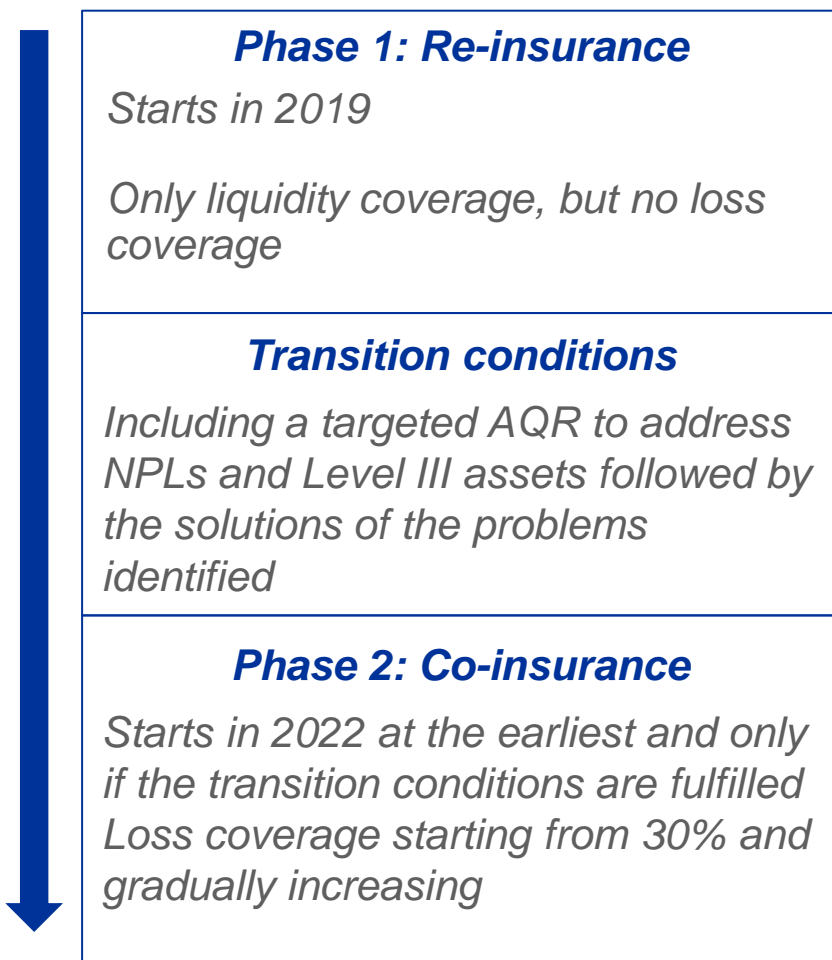 Phase 1: Re-insurance
Starts in 2019
Only liquidity coverage, but no loss
coverage
Transition conditions
Including a targeted AQR to address
NPLs and Level III assets followed by
the solutions of the problems
identified
Phase 2: Co-insurance
Starts in 2022 at the earliest and only
if the transition conditions are fulfilled
Loss coverage starting from 30% and
gradually increasing